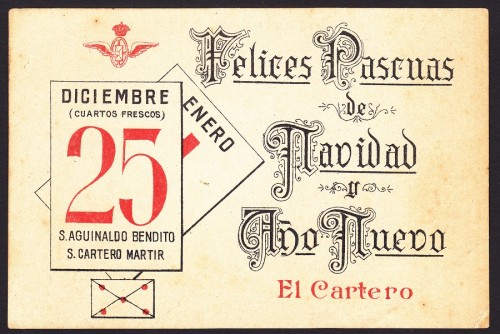 DICIEMBRE
(CUARTOS FRESCOS)
25
S. AGUINALDO BENDITO
S. CARTERO MARTIR
ENERO
Felices Pascuas
de
Navidad
y
Año Nuevo
El Cartero